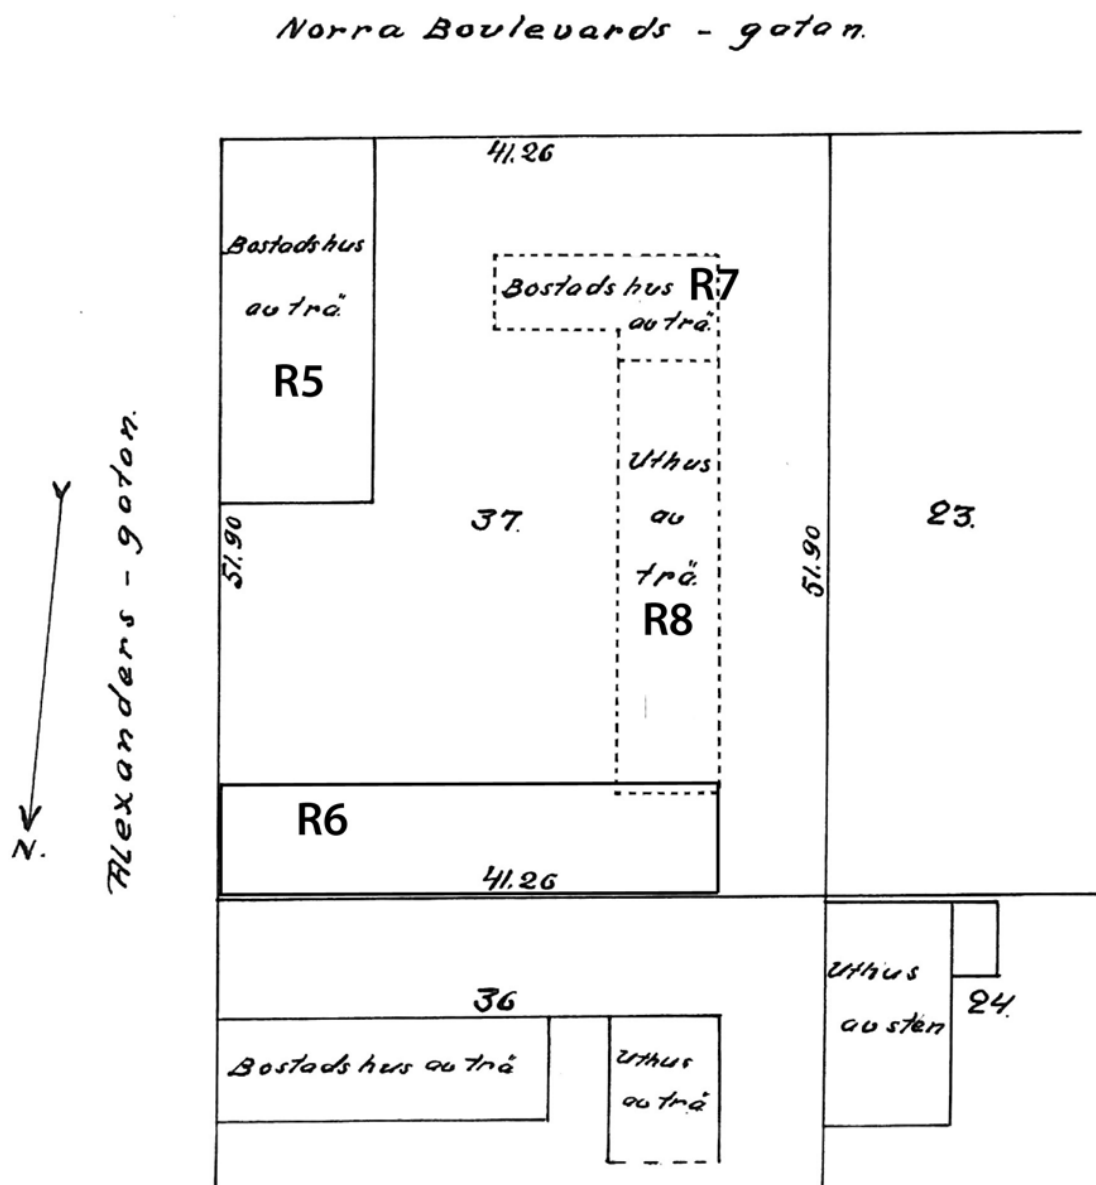 Norra Boulevards - gatan.
41.26
Bostadshus
av trä.
R5
Bostadshus R7
av trä.
Alexanders - gatan.
51.90
37.
Uthus
av
trä.
R8
51.90
23.
N.
R6
41.26
36
Bostadshus av trä
Uthus
av trä
Uthus
av sten
24.